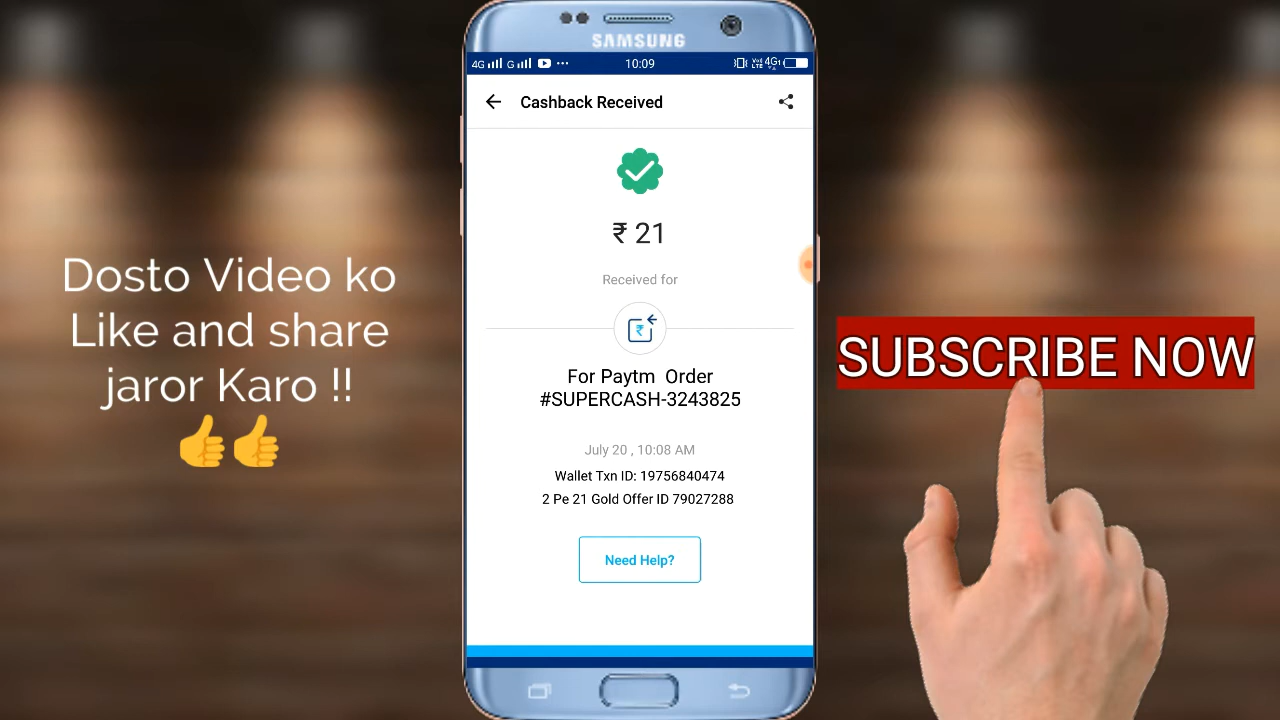 SAMSUNG
4G G ... 10:09 4G
Cashback Received
₹ 21
Received for
₹
For Paytm Order
#SUPERCASH-3243825
July 20 , 10:08 AM
Wallet Txn ID: 19756840474
2 Pe 21 Gold Offer ID 79027288
Need Help?
Dosto Video ko
Like and share
jaror Karo !!
👍👍
SUBSCRIBE NOW